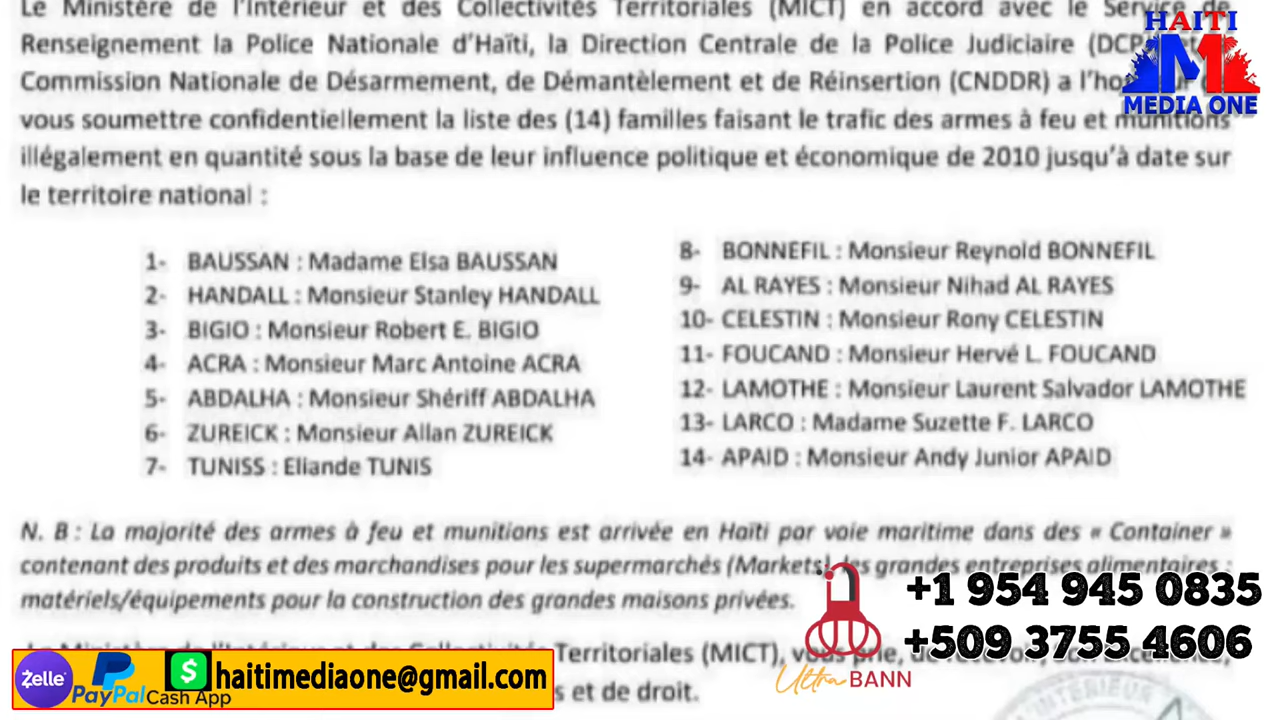 Le Ministère de l'Intérieur et des Collectivités Territoriales (MICT) en accord avec le Service de
Renseignement la Police Nationale d'Haïti, la Direction Centrale de la Police Judiciaire
Commission Nationale de Désarmement, de Démantèlement et de Réinsertion (CNDDR) a
vous soumettre confidentiellement la liste des (14) familles faisant le trafic des armes à feu et munitions
illégalement en quantité sous la base de leur influence politique et économique de 2010 jusqu'à date sur
le territoire national :
HAITI
M
MEDIA ONE
1- BAUSSAN : Madame Elsa BAUSSAN
2- HANDALL : Monsieur Stanley HANDALL
3- BIGIO : Monsieur Robert E. BIGIO
4- ACRA : Monsieur Marc Antoine ACRA
5- ABDALHA : Monsieur Shériff ABDALHA
6- ZUREICK : Monsieur Allan ZUREICK
7- TUNISS : Eliande TUNIS
8- BONNEFIL : Monsieur Reynold BONNEFIL
9- AL RAYES : Monsieur Nihad AL RAYES
10- CELESTIN : Monsieur Rony CELESTIN
11- FOUCAND : Monsieur Hervé L. FOUCAND
12- LAMOTHE : Monsieur Laurent Salvador LAMOTHE
13- LARCO : Madame Suzette F. LARCO
14- APAID : Monsieur Andy Junior APAID
N. B : La majorité des armes à feu et munitions est arrivée en Haïti par voie maritime dans des « Container »
contenant des produits et des marchandises pour les supermarchés (Markets), les grandes entreprises alimentaires ;
matériels/équipements pour la construction des grandes maisons privées.
Territoriales (MICT),
s et de droit.
Zelle
PayPal
$
Cash App
haitimediaone@gmail.com
Ultra BANN
+1 954 945 0835
+509 3755 4606